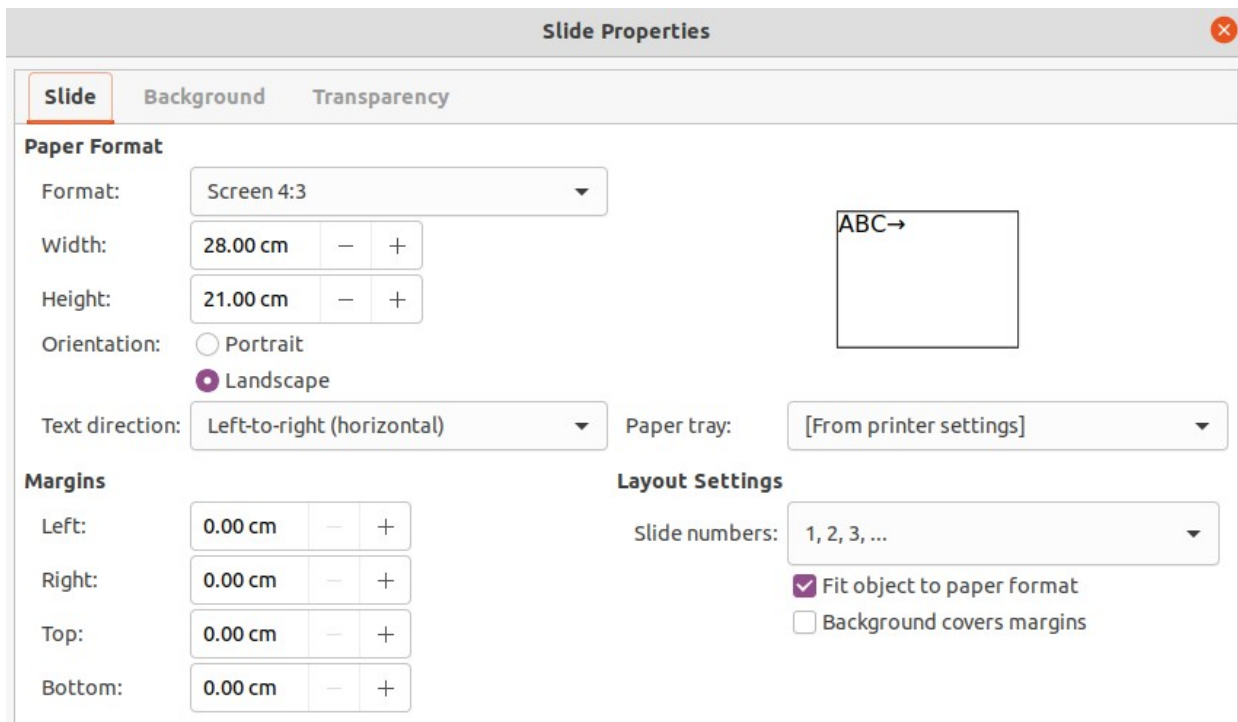 Slide Properties
Slide Background Transparency
Paper Format
Format: Screen 4:3
ABC→
Width: 28.00 cm − +
Height: 21.00 cm − +
Orientation: Portrait
Landscape
Text direction: Left-to-right (horizontal) Paper tray: [From printer settings]
Margins Layout Settings
Left: 0.00 cm − + Slide numbers: 1, 2, 3, ...
Right: 0.00 cm − + Fit object to paper format
Top: 0.00 cm − + Background covers margins
Bottom: 0.00 cm − +